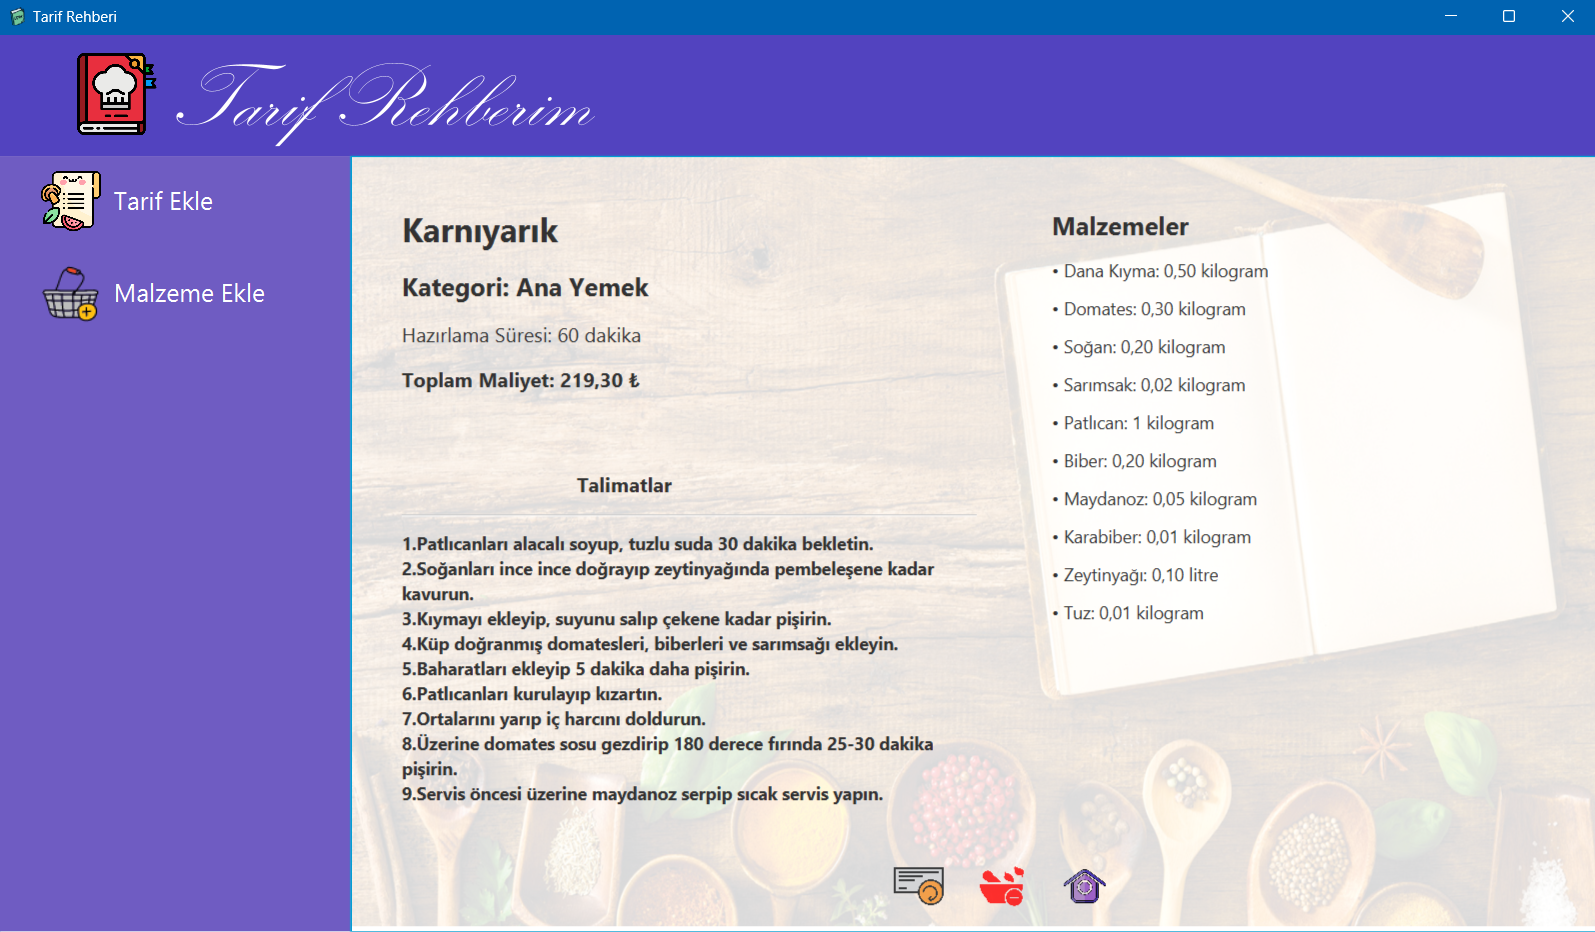 Tarif Rehberi
Tarif Rehberim
Tarif Ekle
Malzeme Ekle
Karnıyarık
Kategori: Ana Yemek
Hazırlama Süresi: 60 dakika
Toplam Maliyet: 219,30 ₺
Talimatlar
1.Patlıcanları alacalı soyup, tuzlu suda 30 dakika bekletin.
2.Soğanları ince ince doğrayıp zeytinyağında pembeleşene kadar
kavurun.
3.Kıymayı ekleyip, suyunu salıp çekene kadar pişirin.
4.Küp doğranmış domatesleri, biberleri ve sarımsağı ekleyin.
5.Baharatları ekleyip 5 dakika daha pişirin.
6.Patlıcanları kurulayıp kızartın.
7.Ortalarını yarıp iç harcını doldurun.
8.Üzerine domates sosu gezdirip 180 derece fırında 25-30 dakika
pişirin.
9.Servis öncesi üzerine maydanoz serpip sıcak servis yapın.
Malzemeler
• Dana Kıyma: 0,50 kilogram
• Domates: 0,30 kilogram
• Soğan: 0,20 kilogram
• Sarımsak: 0,02 kilogram
• Patlıcan: 1 kilogram
• Biber: 0,20 kilogram
• Maydanoz: 0,05 kilogram
• Karabiber: 0,01 kilogram
• Zeytinyağı: 0,10 litre
• Tuz: 0,01 kilogram